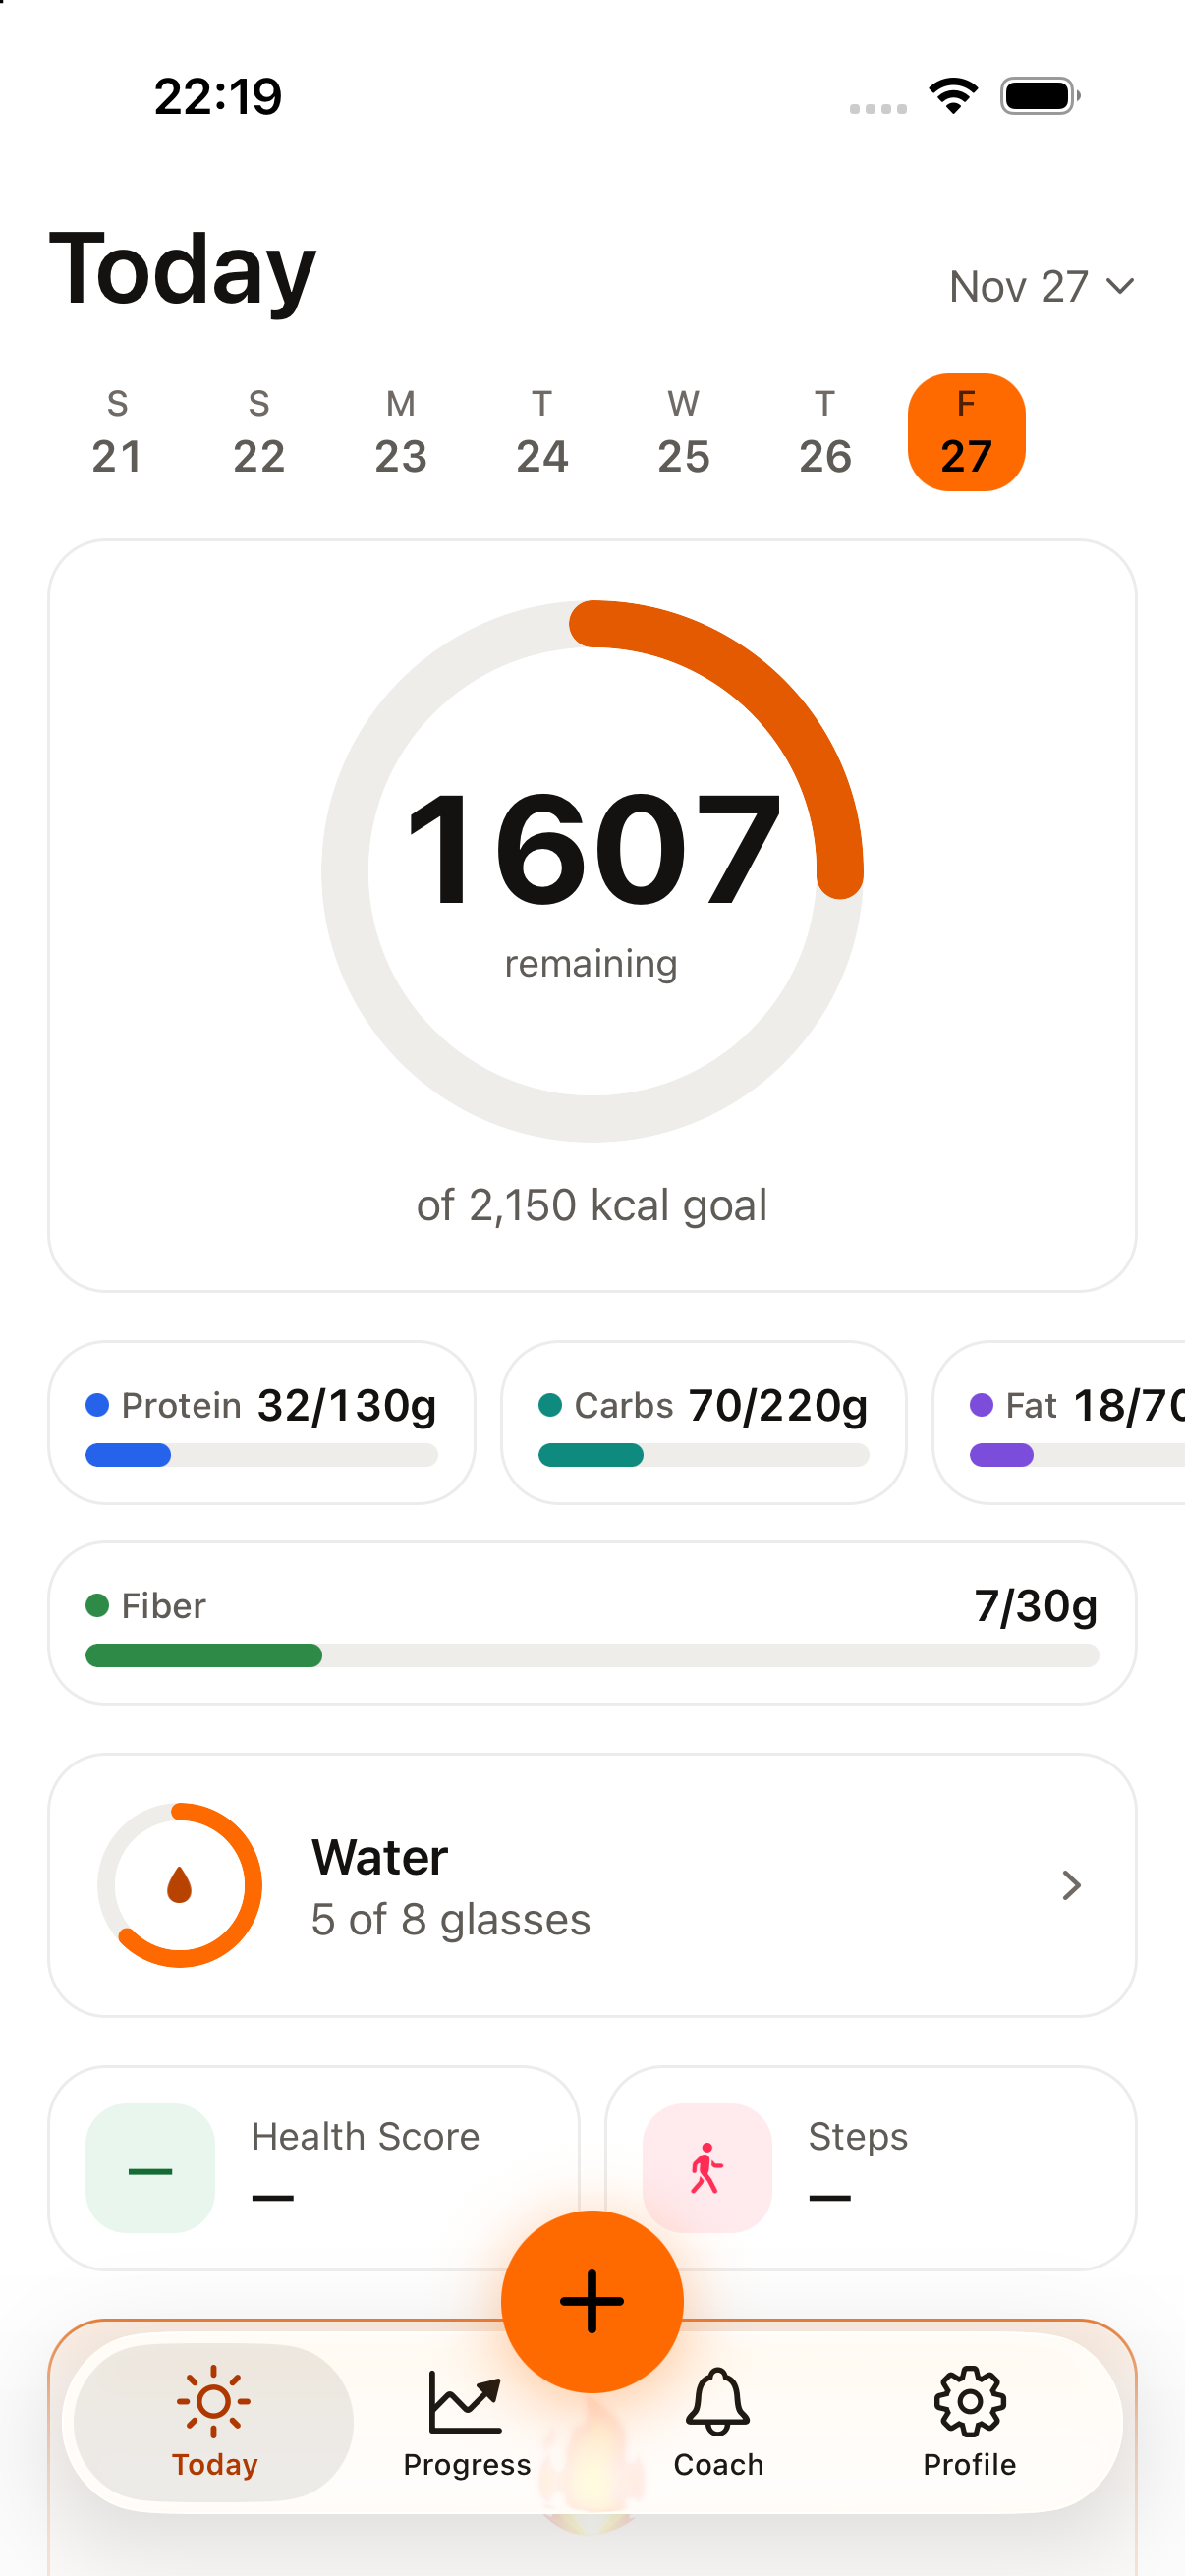 22:19
Today
Nov 27
S S M T W T F
21 22 23 24 25 26 27
1607
remaining
of 2,150 kcal goal
Protein 32/130g
Carbs 70/220g
Fat 18/70
Fiber 7/30g
Water
5 of 8 glasses
Health Score
—
Steps
—
Today Progress Coach Profile